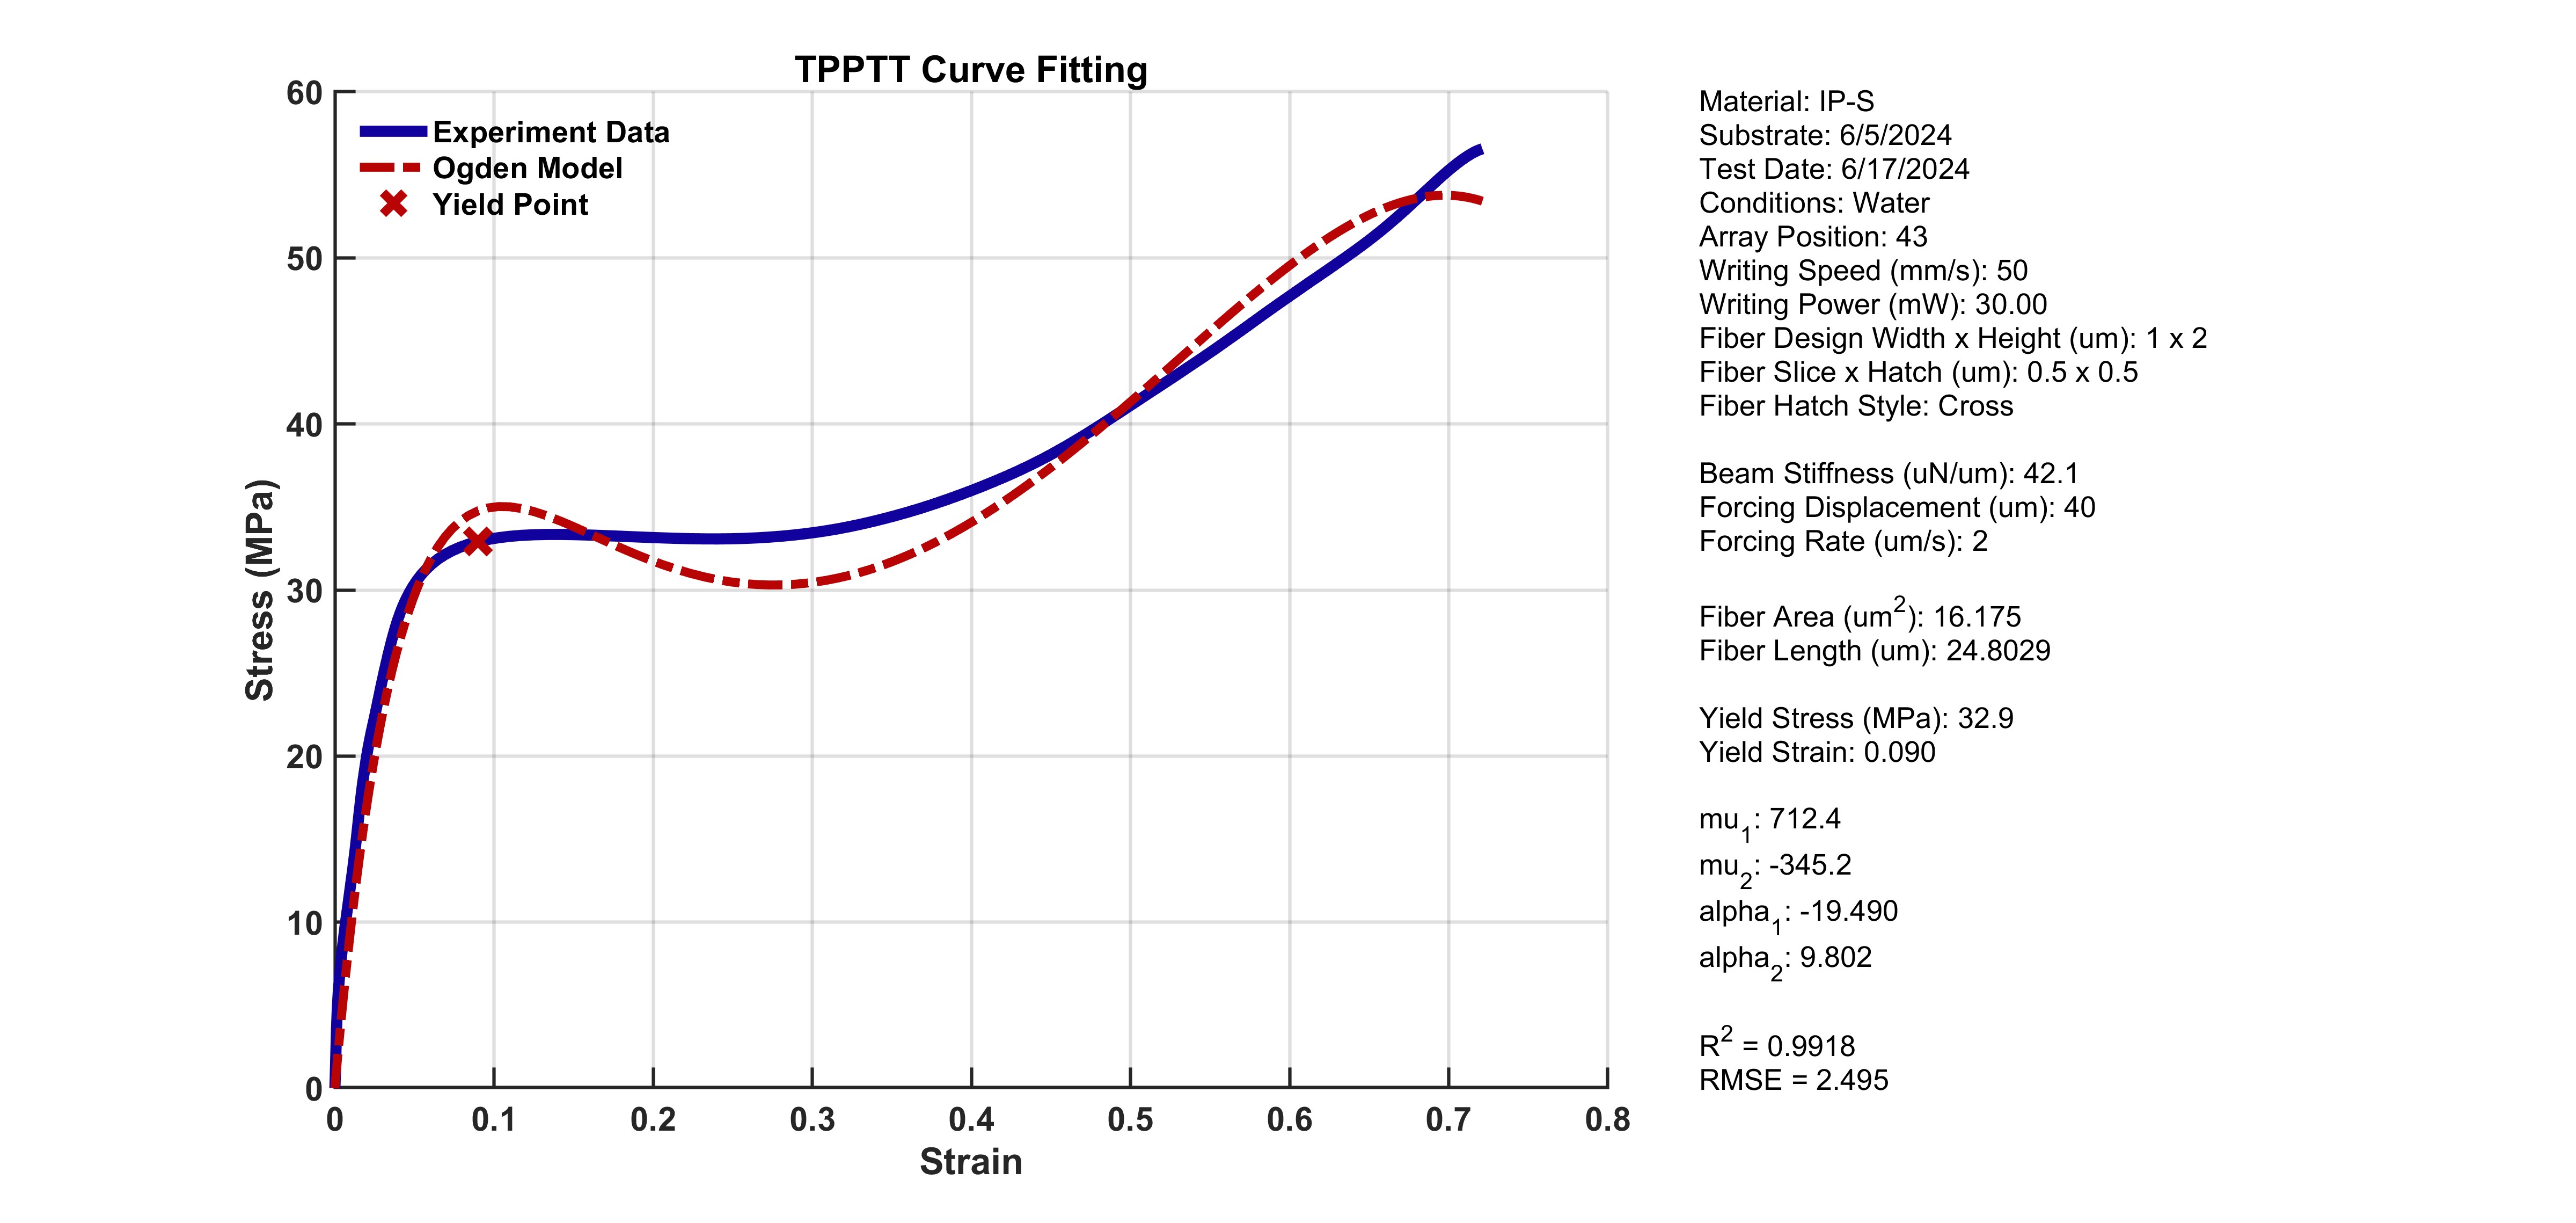 TPPTT Curve Fitting
60
50
40
30
20
10
0
Stress (MPa)
Experiment Data
Ogden Model
Yield Point
0 0.1 0.2 0.3 0.4 0.5 0.6 0.7 0.8
Strain
Material: IP-S
Substrate: 6/5/2024
Test Date: 6/17/2024
Conditions: Water
Array Position: 43
Writing Speed (mm/s): 50
Writing Power (mW): 30.00
Fiber Design Width x Height (um): 1 x 2
Fiber Slice x Hatch (um): 0.5 x 0.5
Fiber Hatch Style: Cross
Beam Stiffness (uN/um): 42.1
Forcing Displacement (um): 40
Forcing Rate (um/s): 2
Fiber Area (um²): 16.175
Fiber Length (um): 24.8029
Yield Stress (MPa): 32.9
Yield Strain: 0.090
mu₁: 712.4
mu₂: -345.2
alpha₁: -19.490
alpha₂: 9.802
R² = 0.9918
RMSE = 2.495